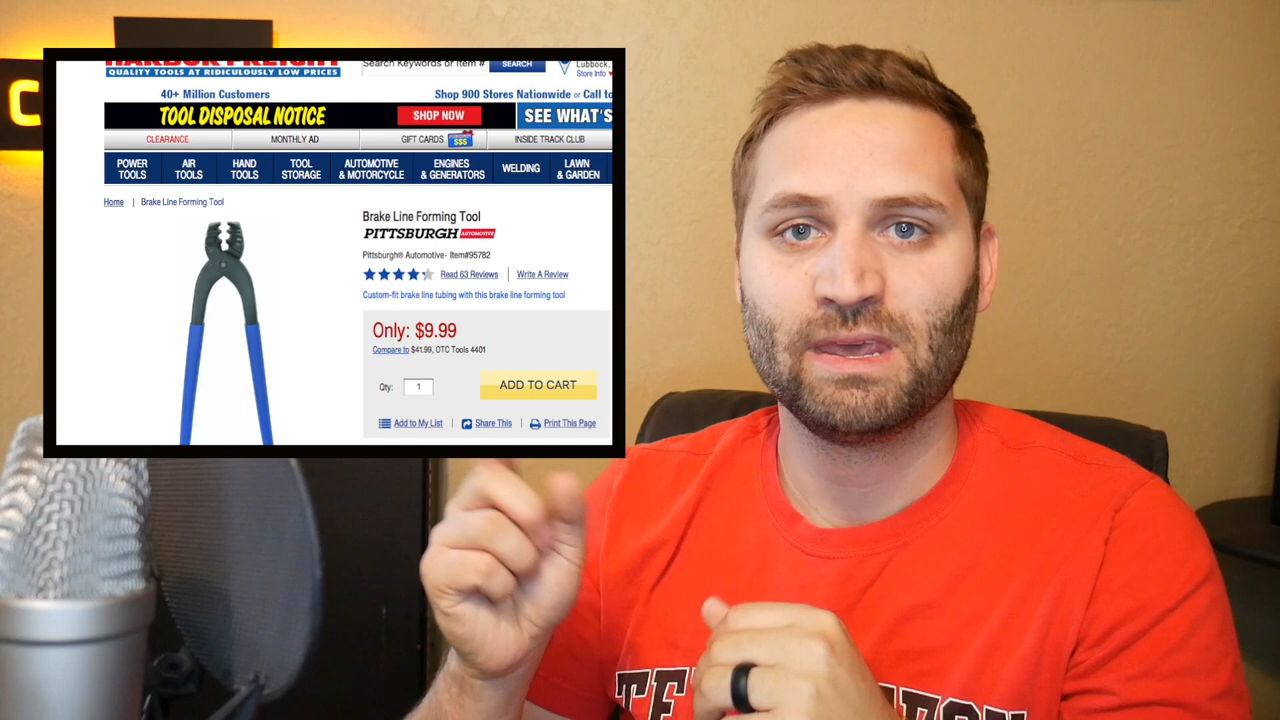 HARBOR FREIGHT
QUALITY TOOLS AT RIDICULOUSLY LOW PRICES
Search Keywords or Item #
SEARCH
Lubbock,
Store Info
40+ Million Customers
Shop 900 Stores Nationwide or Call to
TOOL DISPOSAL NOTICE
SHOP NOW
SEE WHAT'S
CLEARANCE
MONTHLY AD
GIFT CARDS
$$$
INSIDE TRACK CLUB
POWER TOOLS
AIR TOOLS
HAND TOOLS
TOOL STORAGE
AUTOMOTIVE & MOTORCYCLE
ENGINES & GENERATORS
WELDING
LAWN & GARDEN
Home | Brake Line Forming Tool
Brake Line Forming Tool
PITTSBURGH AUTOMOTIVE
Pittsburgh® Automotive- Item#95782
Read 63 Reviews | Write A Review
Custom-fit brake line tubing with this brake line forming tool
Only: $9.99
Compare to $41.99, OTC Tools 4401
Qty: 1
ADD TO CART
Add to My List | Share This | Print This Page